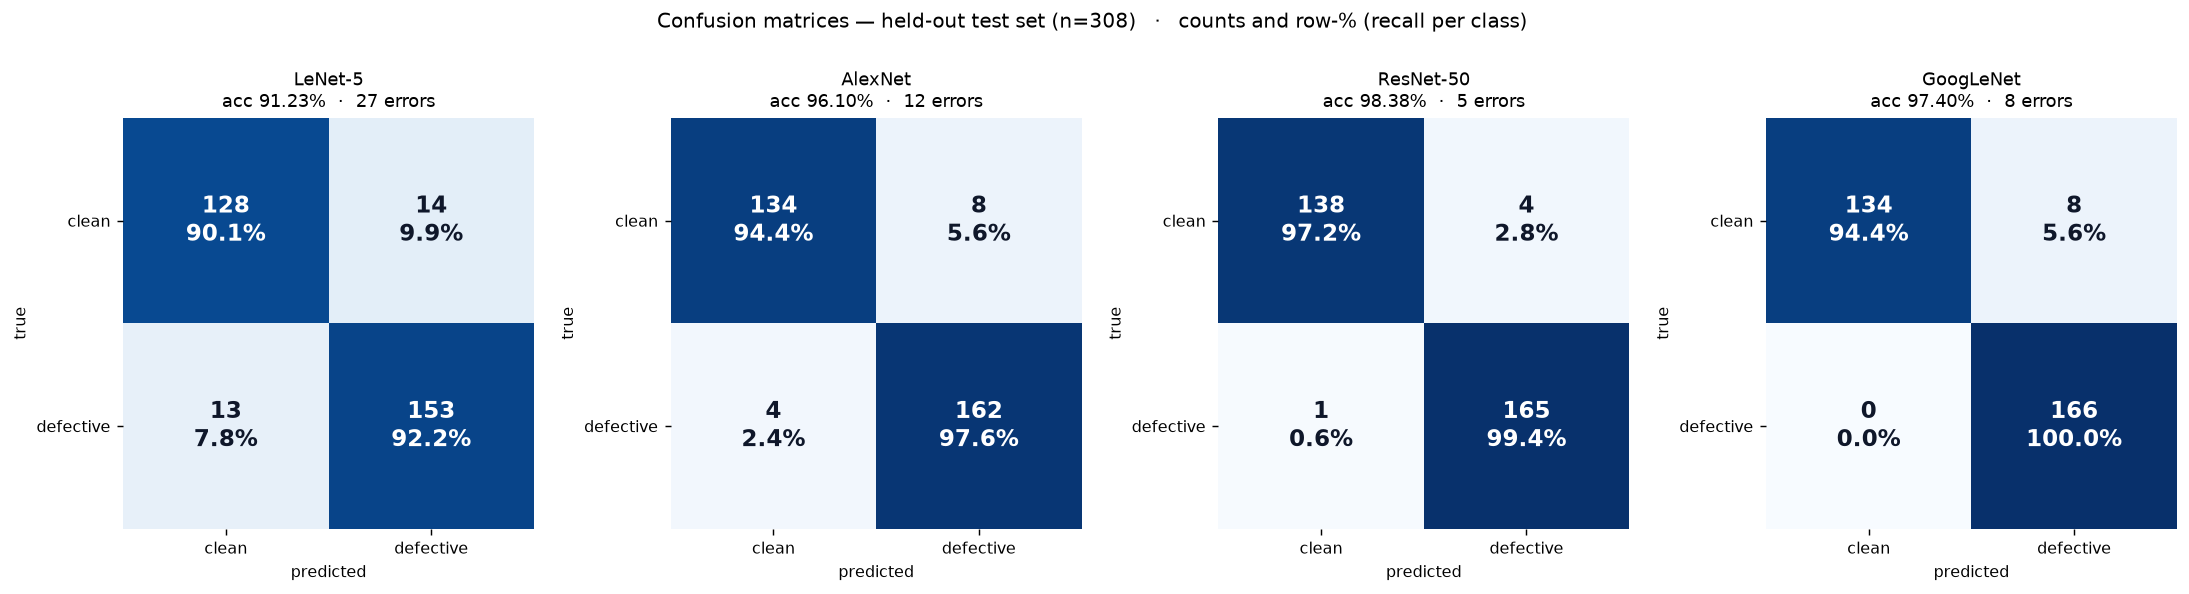 Confusion matrices — held-out test set (n=308)   ·   counts and row-% (recall per class)
LeNet-5
acc 91.23%  ·  27 errors
true
clean
128
90.1%
14
9.9%
defective
13
7.8%
153
92.2%
clean
defective
predicted
AlexNet
acc 96.10%  ·  12 errors
true
clean
134
94.4%
8
5.6%
defective
4
2.4%
162
97.6%
clean
defective
predicted
ResNet-50
acc 98.38%  ·  5 errors
true
clean
138
97.2%
4
2.8%
defective
1
0.6%
165
99.4%
clean
defective
predicted
GoogLeNet
acc 97.40%  ·  8 errors
true
clean
134
94.4%
8
5.6%
defective
0
0.0%
166
100.0%
clean
defective
predicted